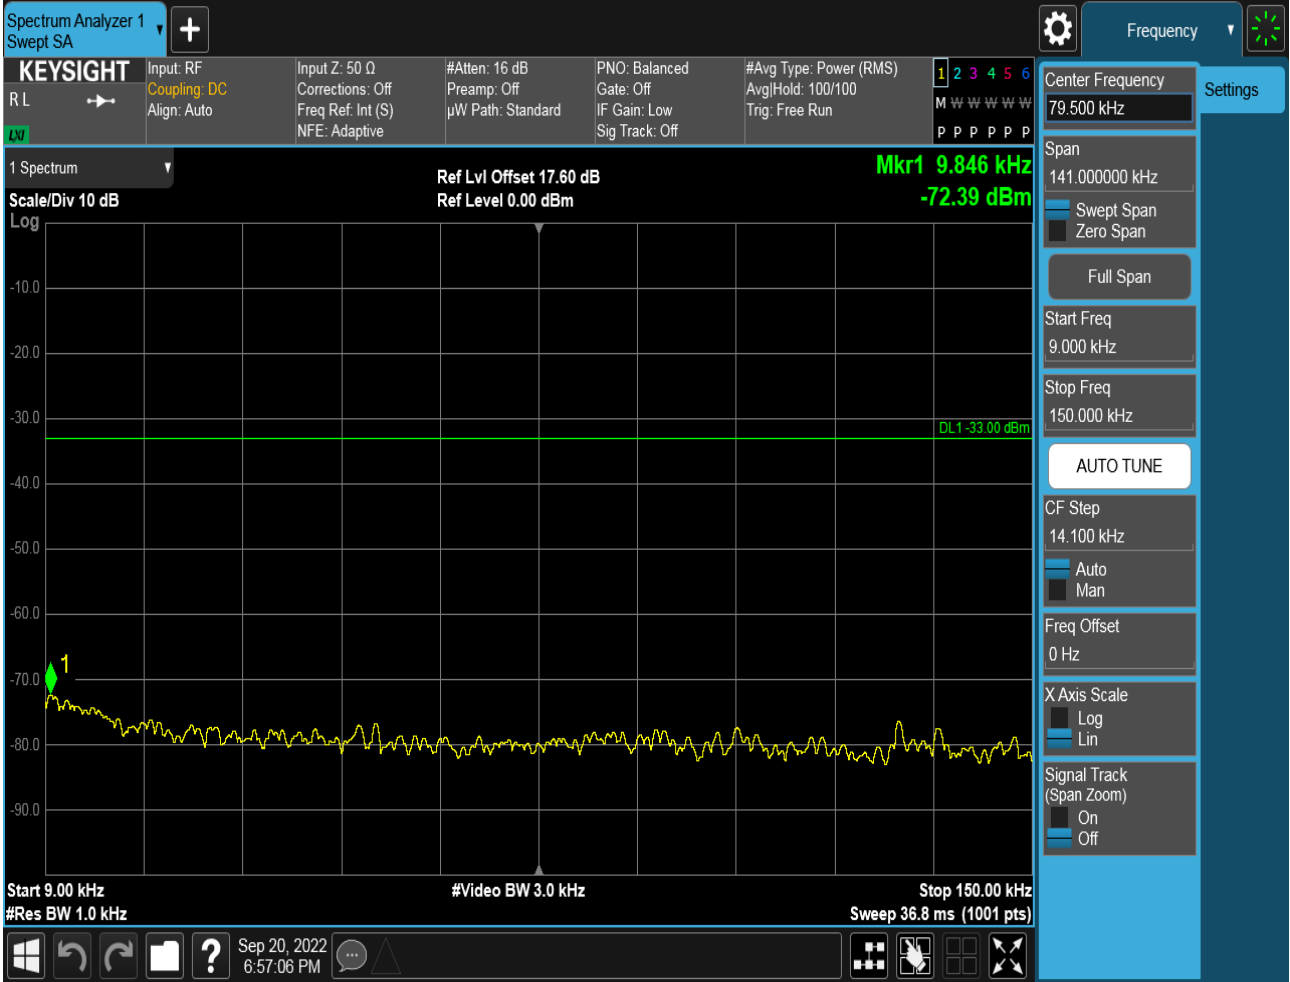 Spectrum Analyzer 1
Swept SA
Frequency
KEYSIGHT
R L
LXI
Input: RF
Coupling: DC
Align: Auto
Input Z: 50 Ω
Corrections: Off
Freq Ref: Int (S)
NFE: Adaptive
#Atten: 16 dB
Preamp: Off
µW Path: Standard
PNO: Balanced
Gate: Off
IF Gain: Low
Sig Track: Off
#Avg Type: Power (RMS)
Avg|Hold: 100/100
Trig: Free Run
1 2 3 4 5 6
M W W W W W
P P P P P P
1 Spectrum
Scale/Div 10 dB
Log
Ref Lvl Offset 17.60 dB
Ref Level 0.00 dBm
Mkr1 9.846 kHz
-72.39 dBm
-10.0
-20.0
-30.0
DL1 -33.00 dBm
-40.0
-50.0
-60.0
1
-70.0
-80.0
-90.0
Start 9.00 kHz
#Video BW 3.0 kHz
Stop 150.00 kHz
#Res BW 1.0 kHz
Sweep 36.8 ms (1001 pts)
Center Frequency
79.500 kHz
Settings
Span
141.000000 kHz
Swept Span
Zero Span
Full Span
Start Freq
9.000 kHz
Stop Freq
150.000 kHz
AUTO TUNE
CF Step
14.100 kHz
Auto
Man
Freq Offset
0 Hz
X Axis Scale
Log
Lin
Signal Track
(Span Zoom)
On
Off
?
Sep 20, 2022
6:57:06 PM